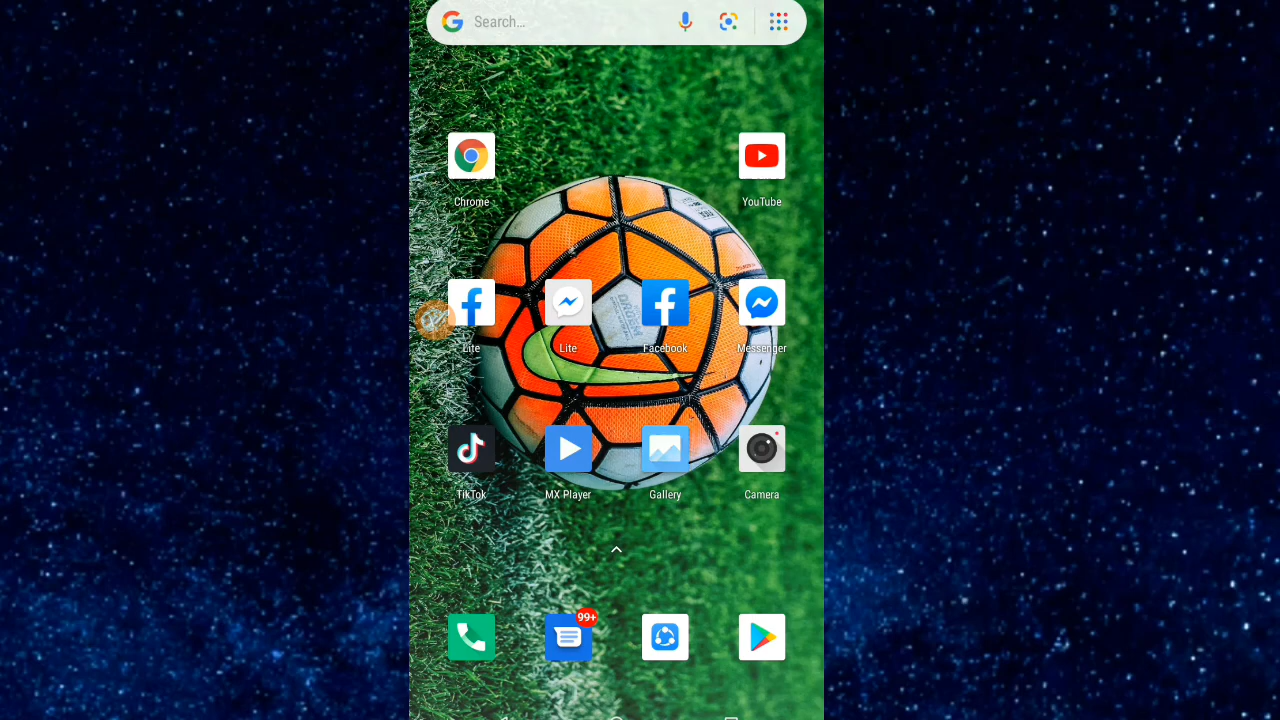 Search...
Chrome
YouTube
Lite
Lite
Facebook
Messenger
TikTok
MX Player
Gallery
Camera
99+